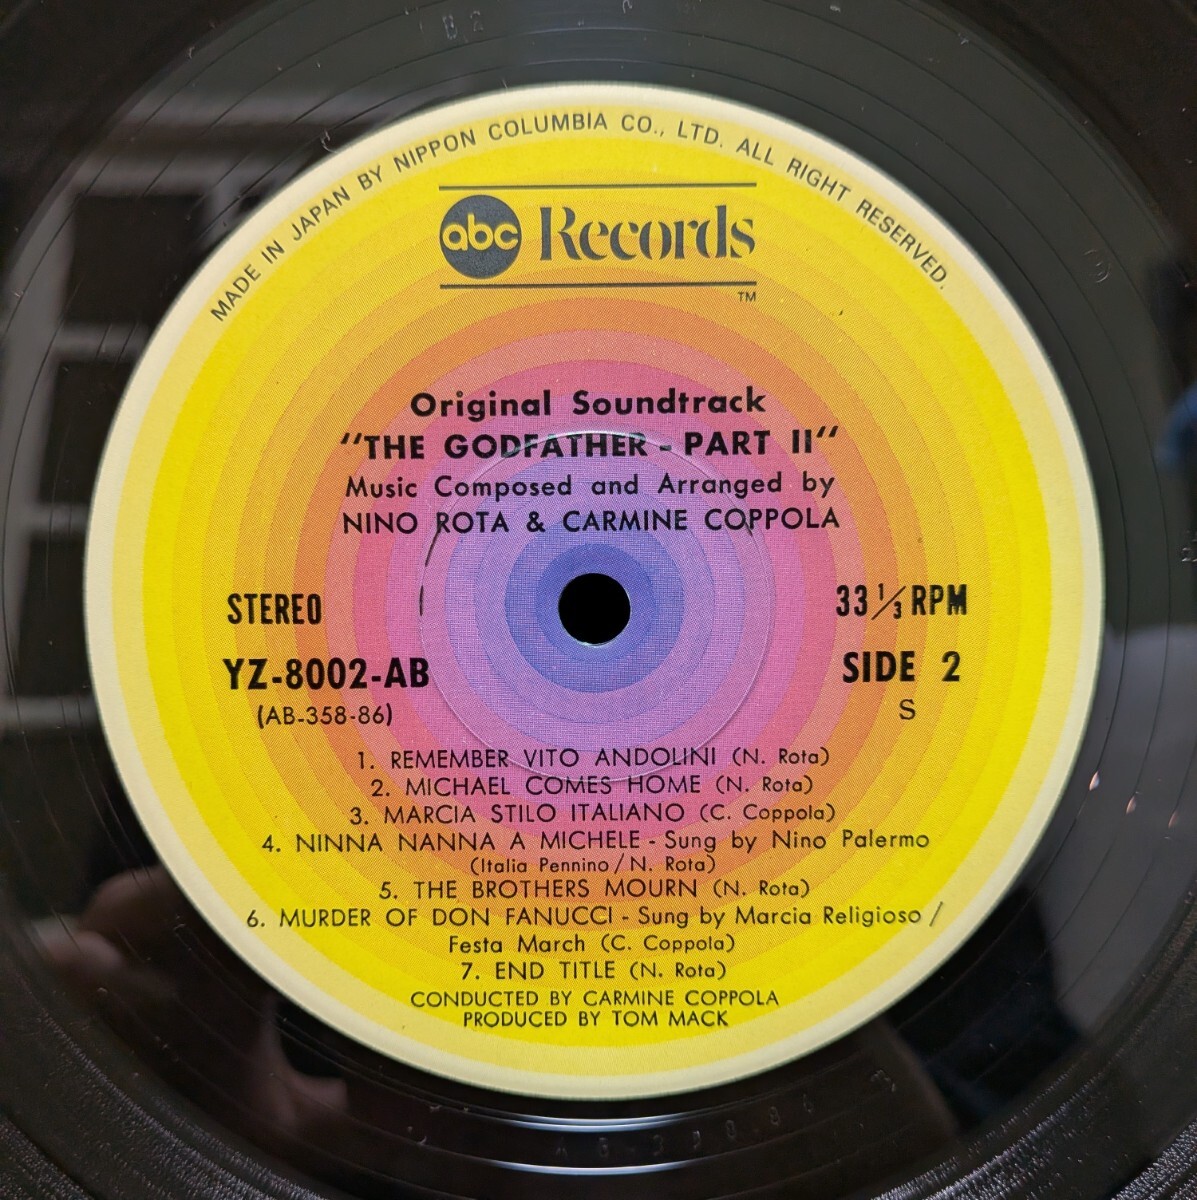 MADE IN JAPAN BY NIPPON COLUMBIA CO., LTD. ALL RIGHT RESERVED.
abc Records
TM
Original Soundtrack
"THE GODFATHER - PART II"
Music Composed and Arranged by
NINO ROTA & CARMINE COPPOLA
STEREO
33 1/3 RPM
YZ-8002-AB
SIDE 2
(AB-358-86)
S
1. REMEMBER VITO ANDOLINI (N. Rota)
2. MICHAEL COMES HOME (N. Rota)
3. MARCIA STILO ITALIANO (C. Coppola)
4. NINNA NANNA A MICHELE - Sung by Nino Palermo
(Italia Pennino/N. Rota)
5. THE BROTHERS MOURN (N. Rota)
6. MURDER OF DON FANUCCI - Sung by Marcia Religioso /
Festa March (C. Coppola)
7. END TITLE (N. Rota)
CONDUCTED BY CARMINE COPPOLA
PRODUCED BY TOM MACK